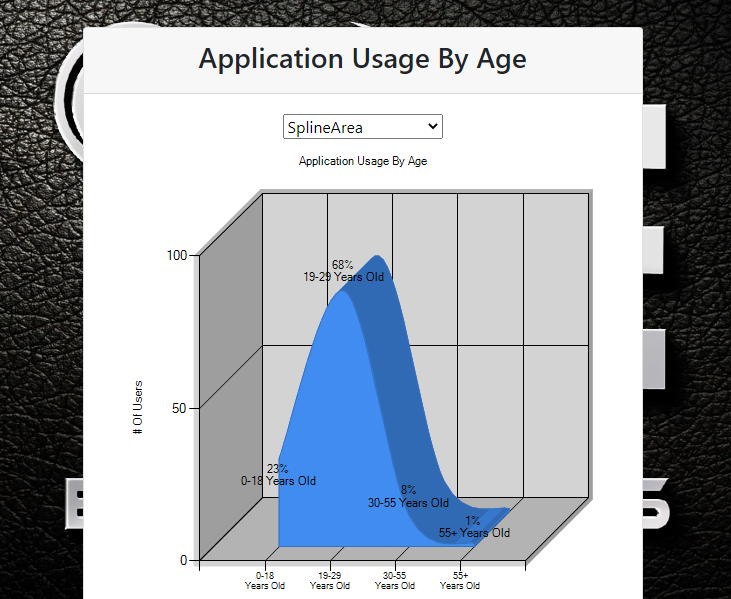 Application Usage By Age
SplineArea
Application Usage By Age
100
50
0
# Of Users
68%
19-29 Years Old
23%
0-18 Years Old
8%
30-55 Years Old
1%
55+ Years Old
0-18
Years Old
19-29
Years Old
30-55
Years Old
55+
Years Old